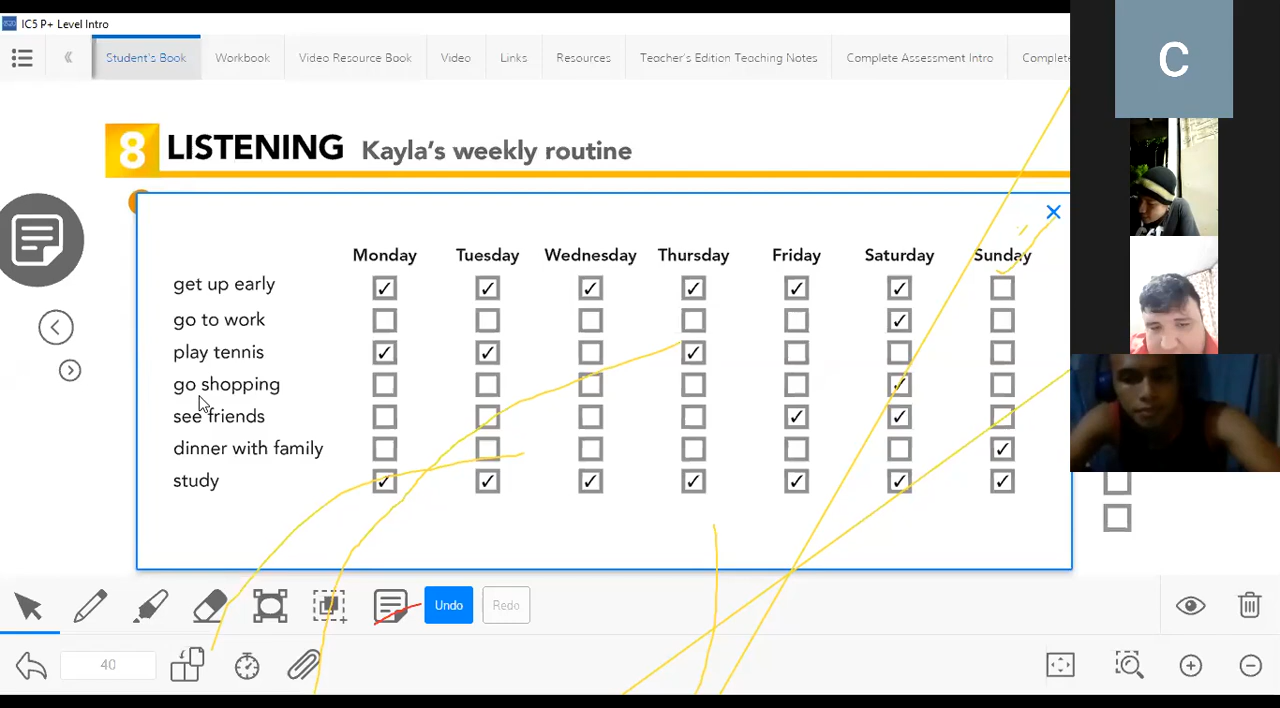 IC5 P+ Level Intro
Student's Book Workbook Video Resource Book Video Links Resources Teacher's Edition Teaching Notes Complete Assessment Intro Complete
C
8 LISTENING Kayla's weekly routine
Monday Tuesday Wednesday Thursday Friday Saturday Sunday
get up early
go to work
play tennis
go shopping
see friends
dinner with family
study
Undo Redo
40